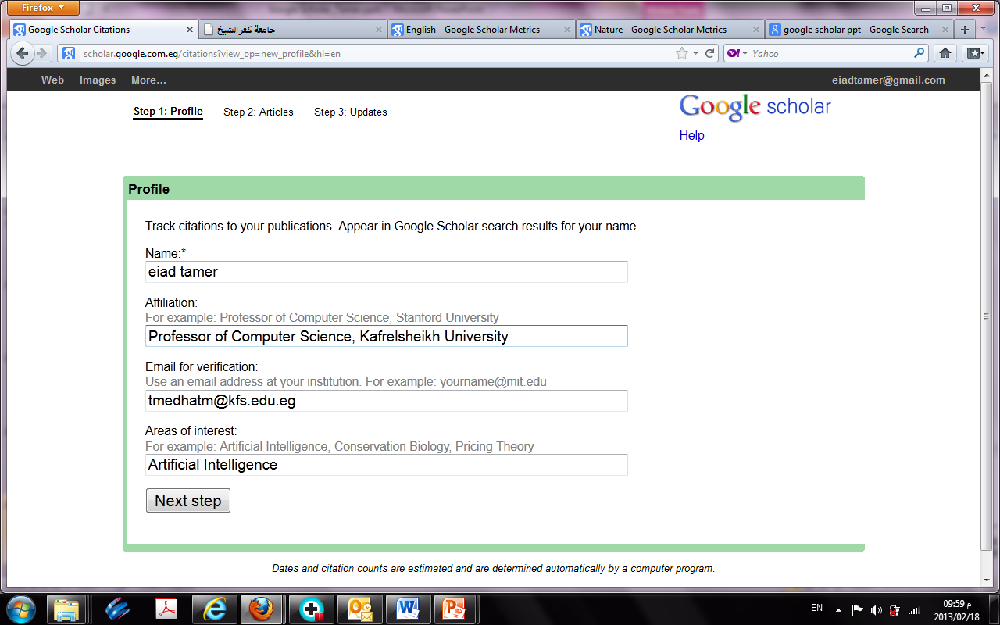 Firefox
Google Scholar Citations
جامعة كفرالشيخ
English - Google Scholar Metrics
Nature - Google Scholar Metrics
google scholar ppt - Google Search
scholar.google.com.eg/citations?view_op=new_profile&hl=en
Yahoo
Web Images More...
eiadtamer@gmail.com
Step 1: Profile Step 2: Articles Step 3: Updates
Google scholar
Help
Profile
Track citations to your publications. Appear in Google Scholar search results for your name.
Name:*
eiad tamer
Affiliation:
For example: Professor of Computer Science, Stanford University
Professor of Computer Science, Kafrelsheikh University
Email for verification:
Use an email address at your institution. For example: yourname@mit.edu
tmedhatm@kfs.edu.eg
Areas of interest:
For example: Artificial Intelligence, Conservation Biology, Pricing Theory
Artificial Intelligence
Next step
Dates and citation counts are estimated and are determined automatically by a computer program.
EN
09:59 م
2013/02/18